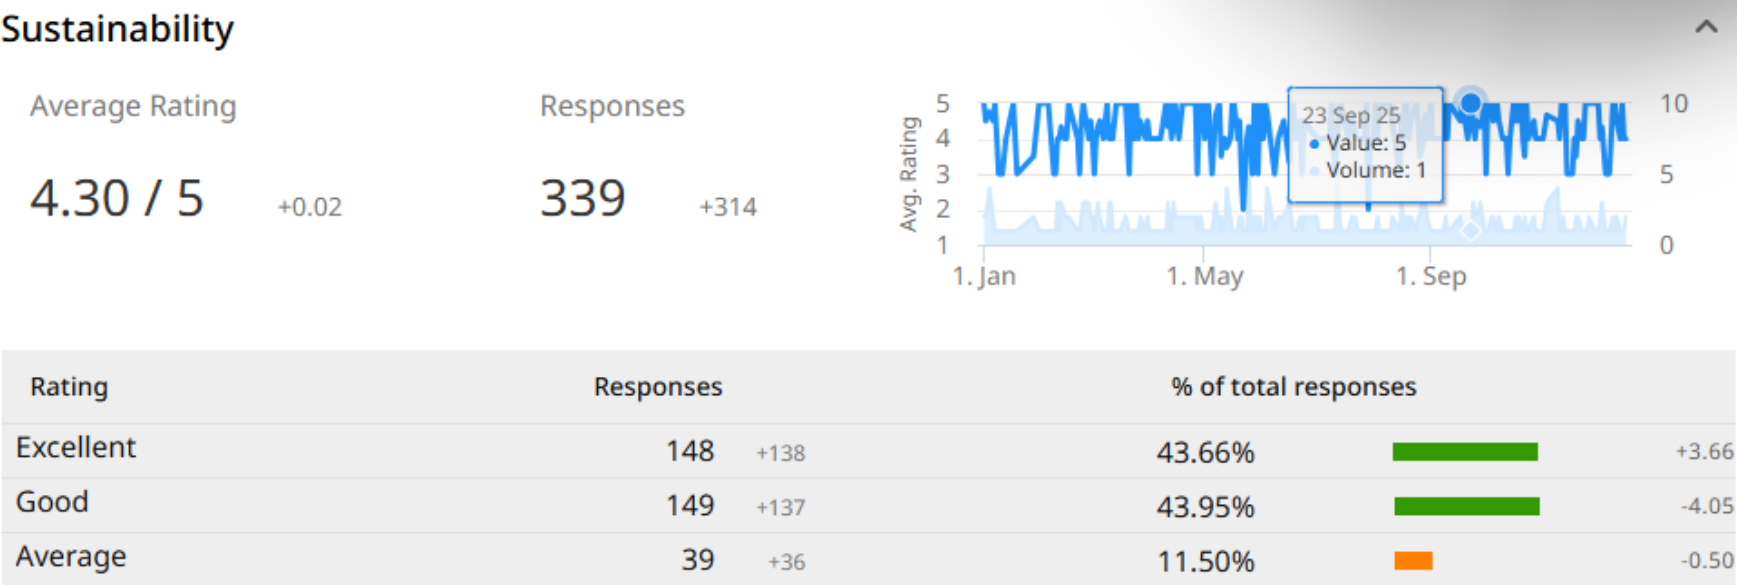 Sustainability
Average Rating
Responses
4.30 / 5
+0.02
339
+314
Avg. Rating
5
4
3
2
1
10
5
0
23 Sep 25
Value: 5
Volume: 1
1. Jan
1. May
1. Sep
Rating Responses % of total responses
Excellent 148 +138 43.66% +3.66
Good 149 +137 43.95% -4.05
Average 39 +36 11.50% -0.50